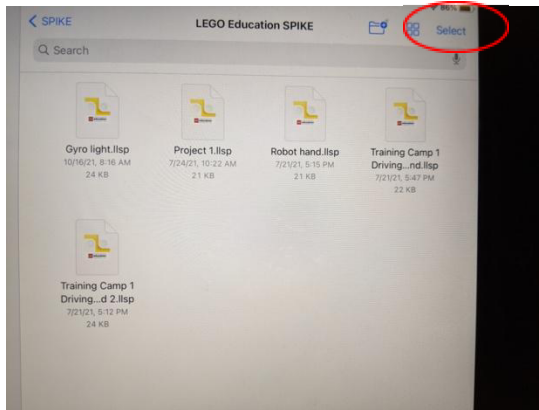 86%
SPIKE
LEGO Education SPIKE
Select
Search
Gyro light.llsp
10/16/21, 8:16 AM
24 KB
Project 1.llsp
7/24/21, 10:22 AM
21 KB
Robot hand.llsp
7/21/21, 5:15 PM
21 KB
Training Camp 1
Driving...nd.llsp
7/21/21, 5:47 PM
22 KB
Training Camp 1
Driving...d 2.llsp
7/21/21, 5:12 PM
24 KB